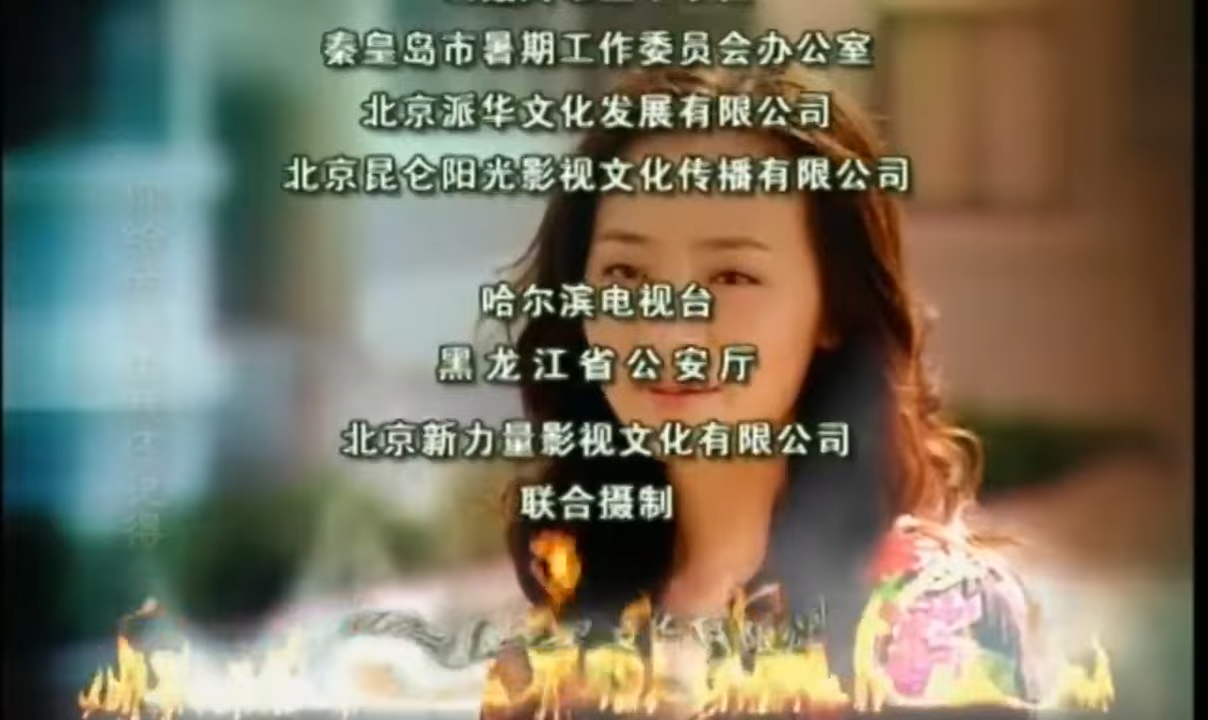 秦皇岛市暑期工作委员会办公室
北京派华文化发展有限公司
北京昆仑阳光影视文化传播有限公司
哈尔滨电视台
黑龙江省公安厅
北京新力量影视文化有限公司
联合摄制